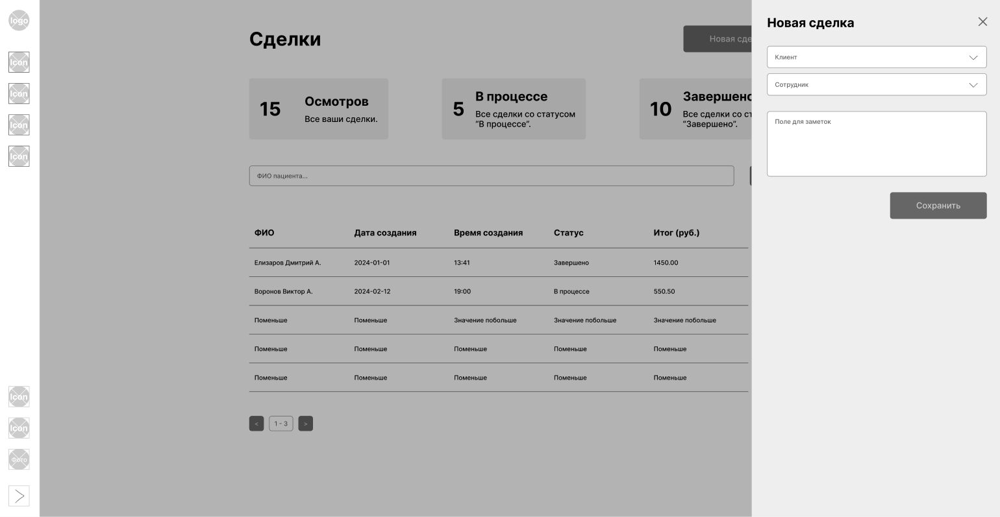 logo
Icon
Icon
Icon
Icon
Icon
Icon
Фото
Сделки
Новая сде
15
Осмотров
Все ваши сделки.
5
В процессе
Все сделки со статусом
“В процессе”.
10
Завершено
Все сделки со ст
“Завершено”.
ФИО пациента...
ФИО Дата создания Время создания Статус Итог (руб.)
Елизаров Дмитрий А. 2024-01-01 13:41 Завершено 1450.00
Воронов Виктор А. 2024-02-12 19:00 В процессе 550.50
Поменьше Поменьше Значение побольше Значение побольше Значение побольше
Поменьше Поменьше Поменьше Поменьше Поменьше
Поменьше Поменьше Поменьше Поменьше Поменьше
< 1 - 3 >
Новая сделка
Клиент
Сотрудник
Поле для заметок
Сохранить